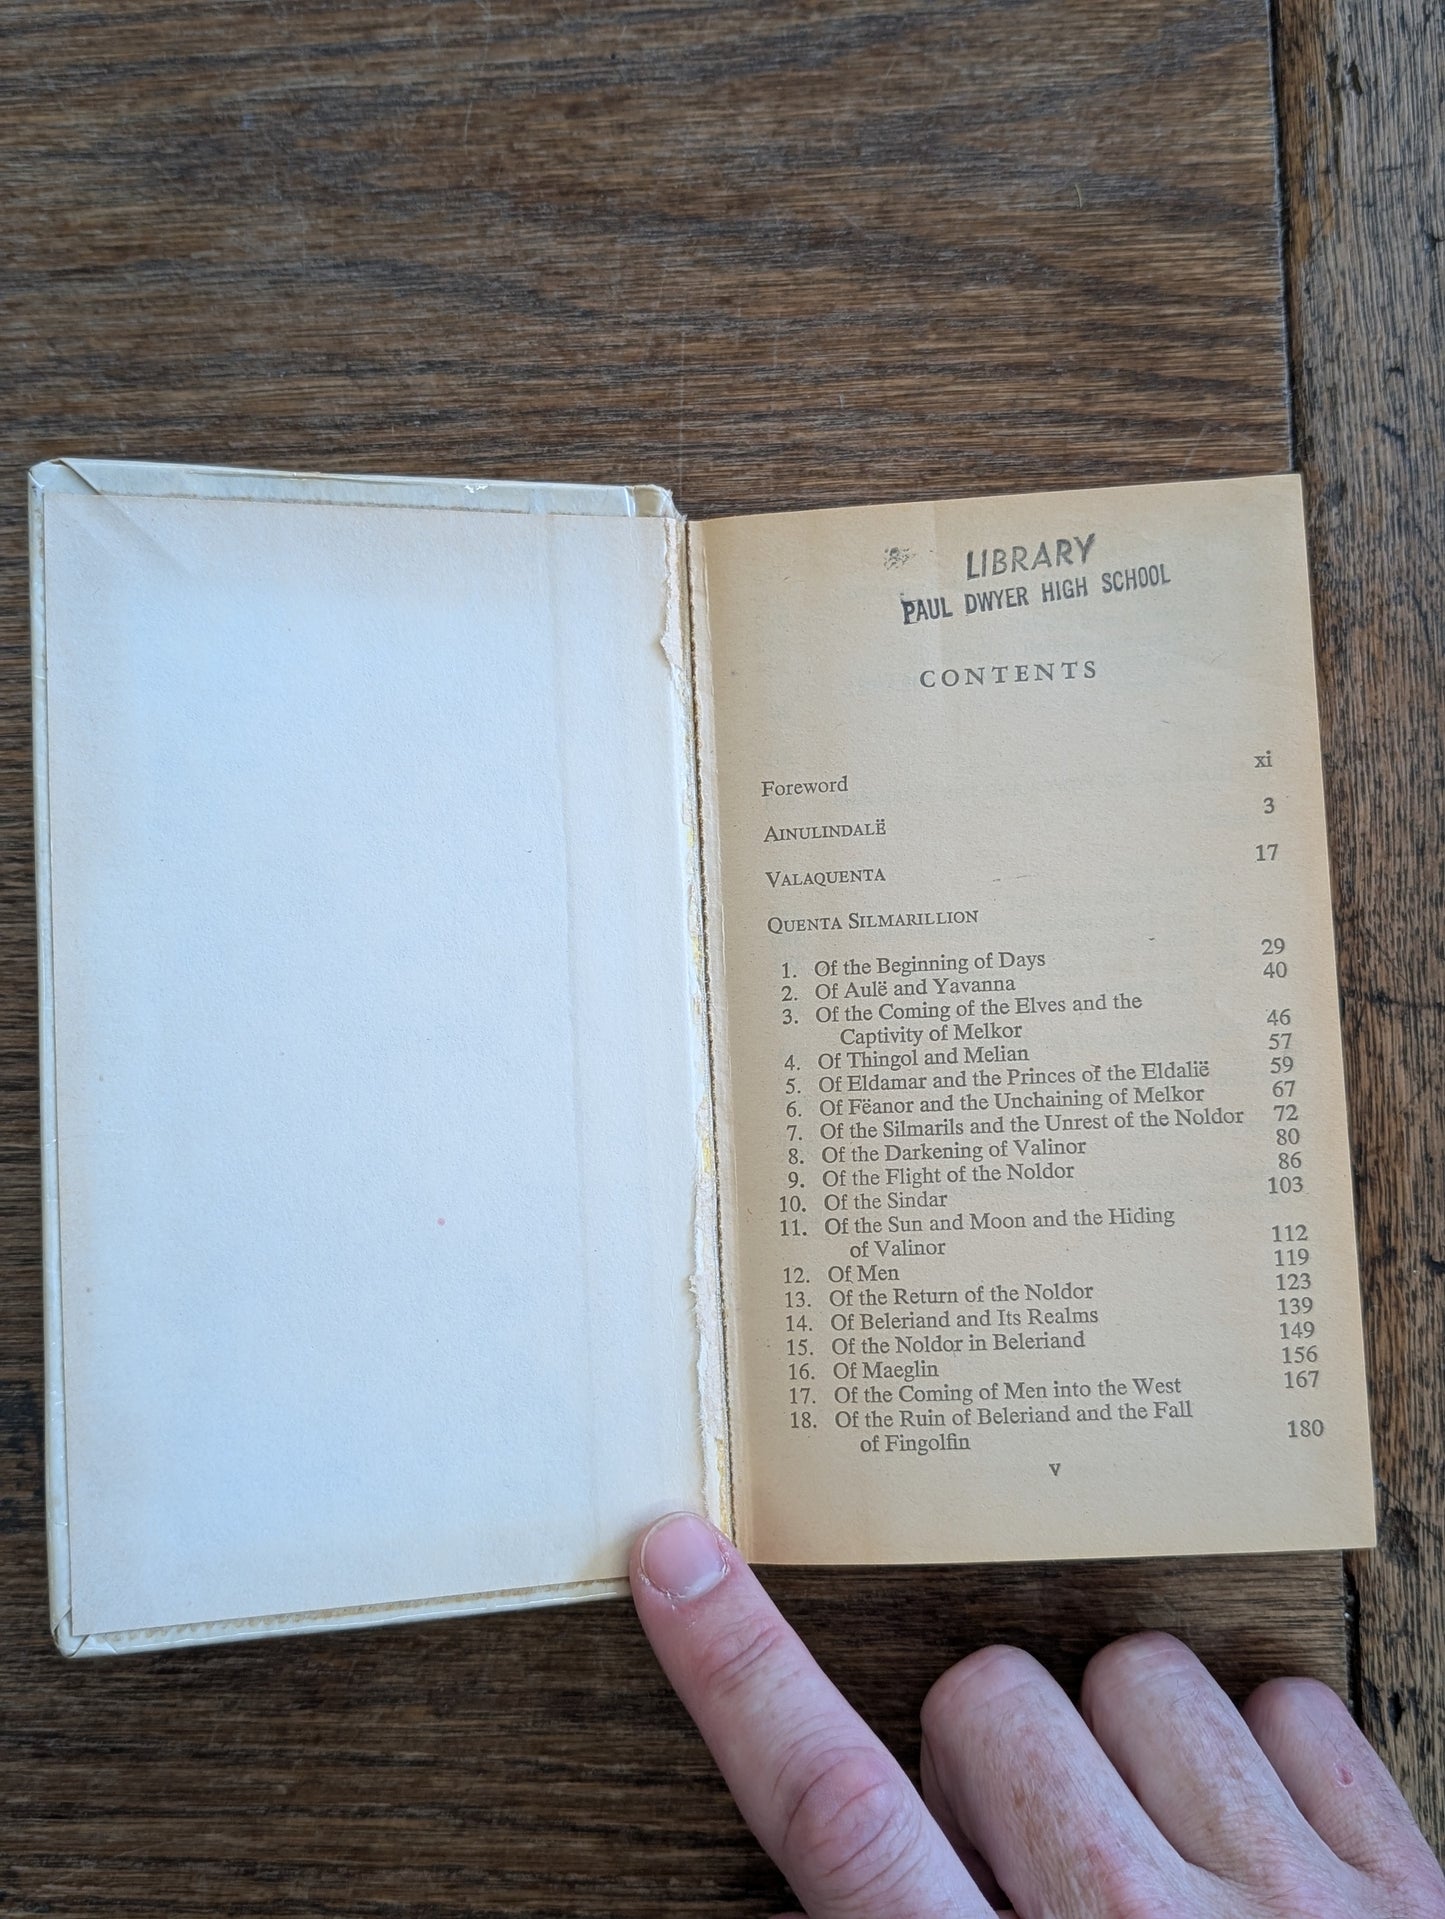 LIBRARY
PAUL DWYER HIGH SCHOOL
CONTENTS
Foreword xi
AINULINDALË 3
VALAQUENTA 17
QUENTA SILMARILLION
1. Of the Beginning of Days 29
2. Of Aulë and Yavanna 40
3. Of the Coming of the Elves and the
Captivity of Melkor 46
4. Of Thingol and Melian 57
5. Of Eldamar and the Princes of the Eldalië 59
6. Of Fëanor and the Unchaining of Melkor 67
7. Of the Silmarils and the Unrest of the Noldor 72
8. Of the Darkening of Valinor 80
9. Of the Flight of the Noldor 86
10. Of the Sindar 103
11. Of the Sun and Moon and the Hiding
of Valinor 112
12. Of Men 119
13. Of the Return of the Noldor 123
14. Of Beleriand and Its Realms 139
15. Of the Noldor in Beleriand 149
16. Of Maeglin 156
17. Of the Coming of Men into the West 167
18. Of the Ruin of Beleriand and the Fall
of Fingolfin 180
v